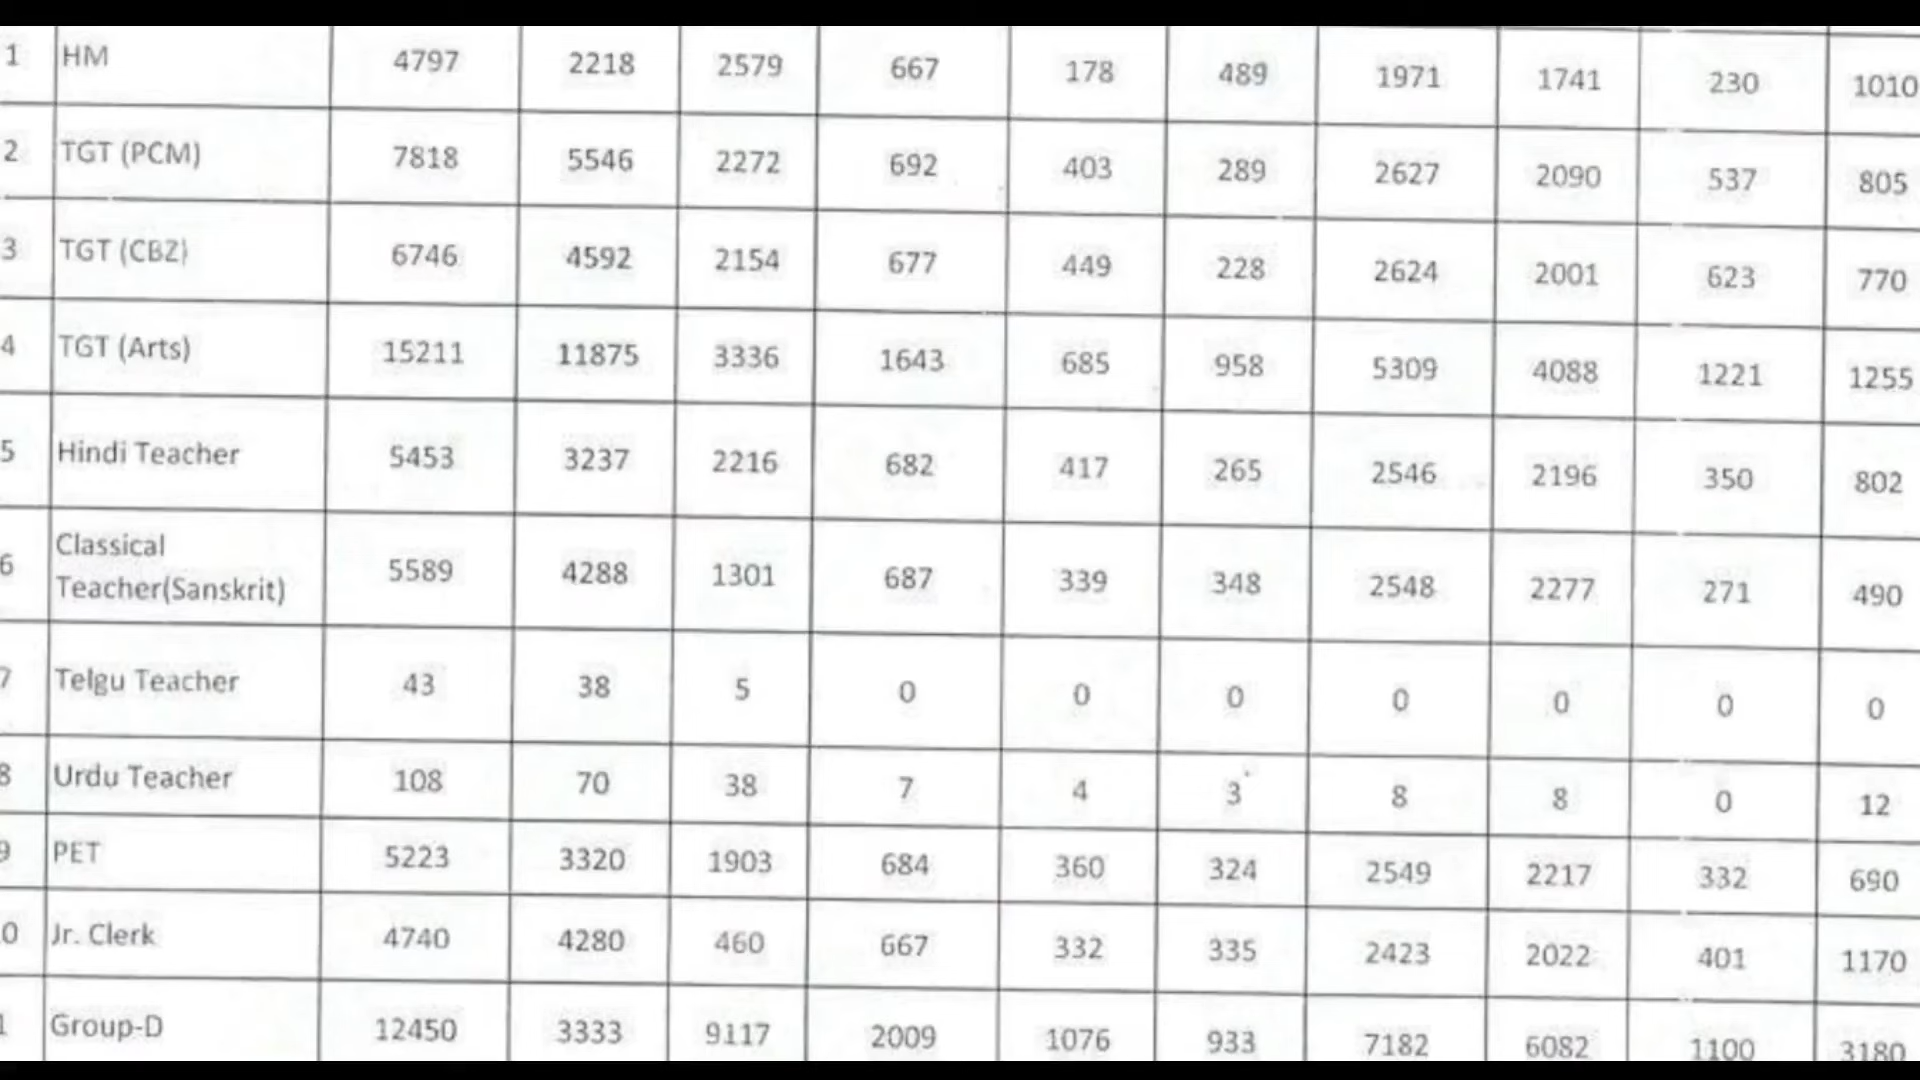 1 HM 4797 2218 2579 667 178 489 1971 1741 230 1010
2 TGT (PCM) 7818 5546 2272 692 403 289 2627 2090 537 805
3 TGT (CBZ) 6746 4592 2154 677 449 228 2624 2001 623 770
4 TGT (Arts) 15211 11875 3336 1643 685 958 5309 4088 1221 1255
5 Hindi Teacher 5453 3237 2216 682 417 265 2546 2196 350 802
Classical
6 Teacher(Sanskrit) 5589 4288 1301 687 339 348 2548 2277 271 490
7 Telgu Teacher 43 38 5 0 0 0 0 0 0 0
8 Urdu Teacher 108 70 38 7 4 3 8 8 0 12
9 PET 5223 3320 1903 684 360 324 2549 2217 332 690
0 Jr. Clerk 4740 4280 460 667 332 335 2423 2022 401 1170
1 Group-D 12450 3333 9117 2009 1076 933 7182 6082 1100 3180